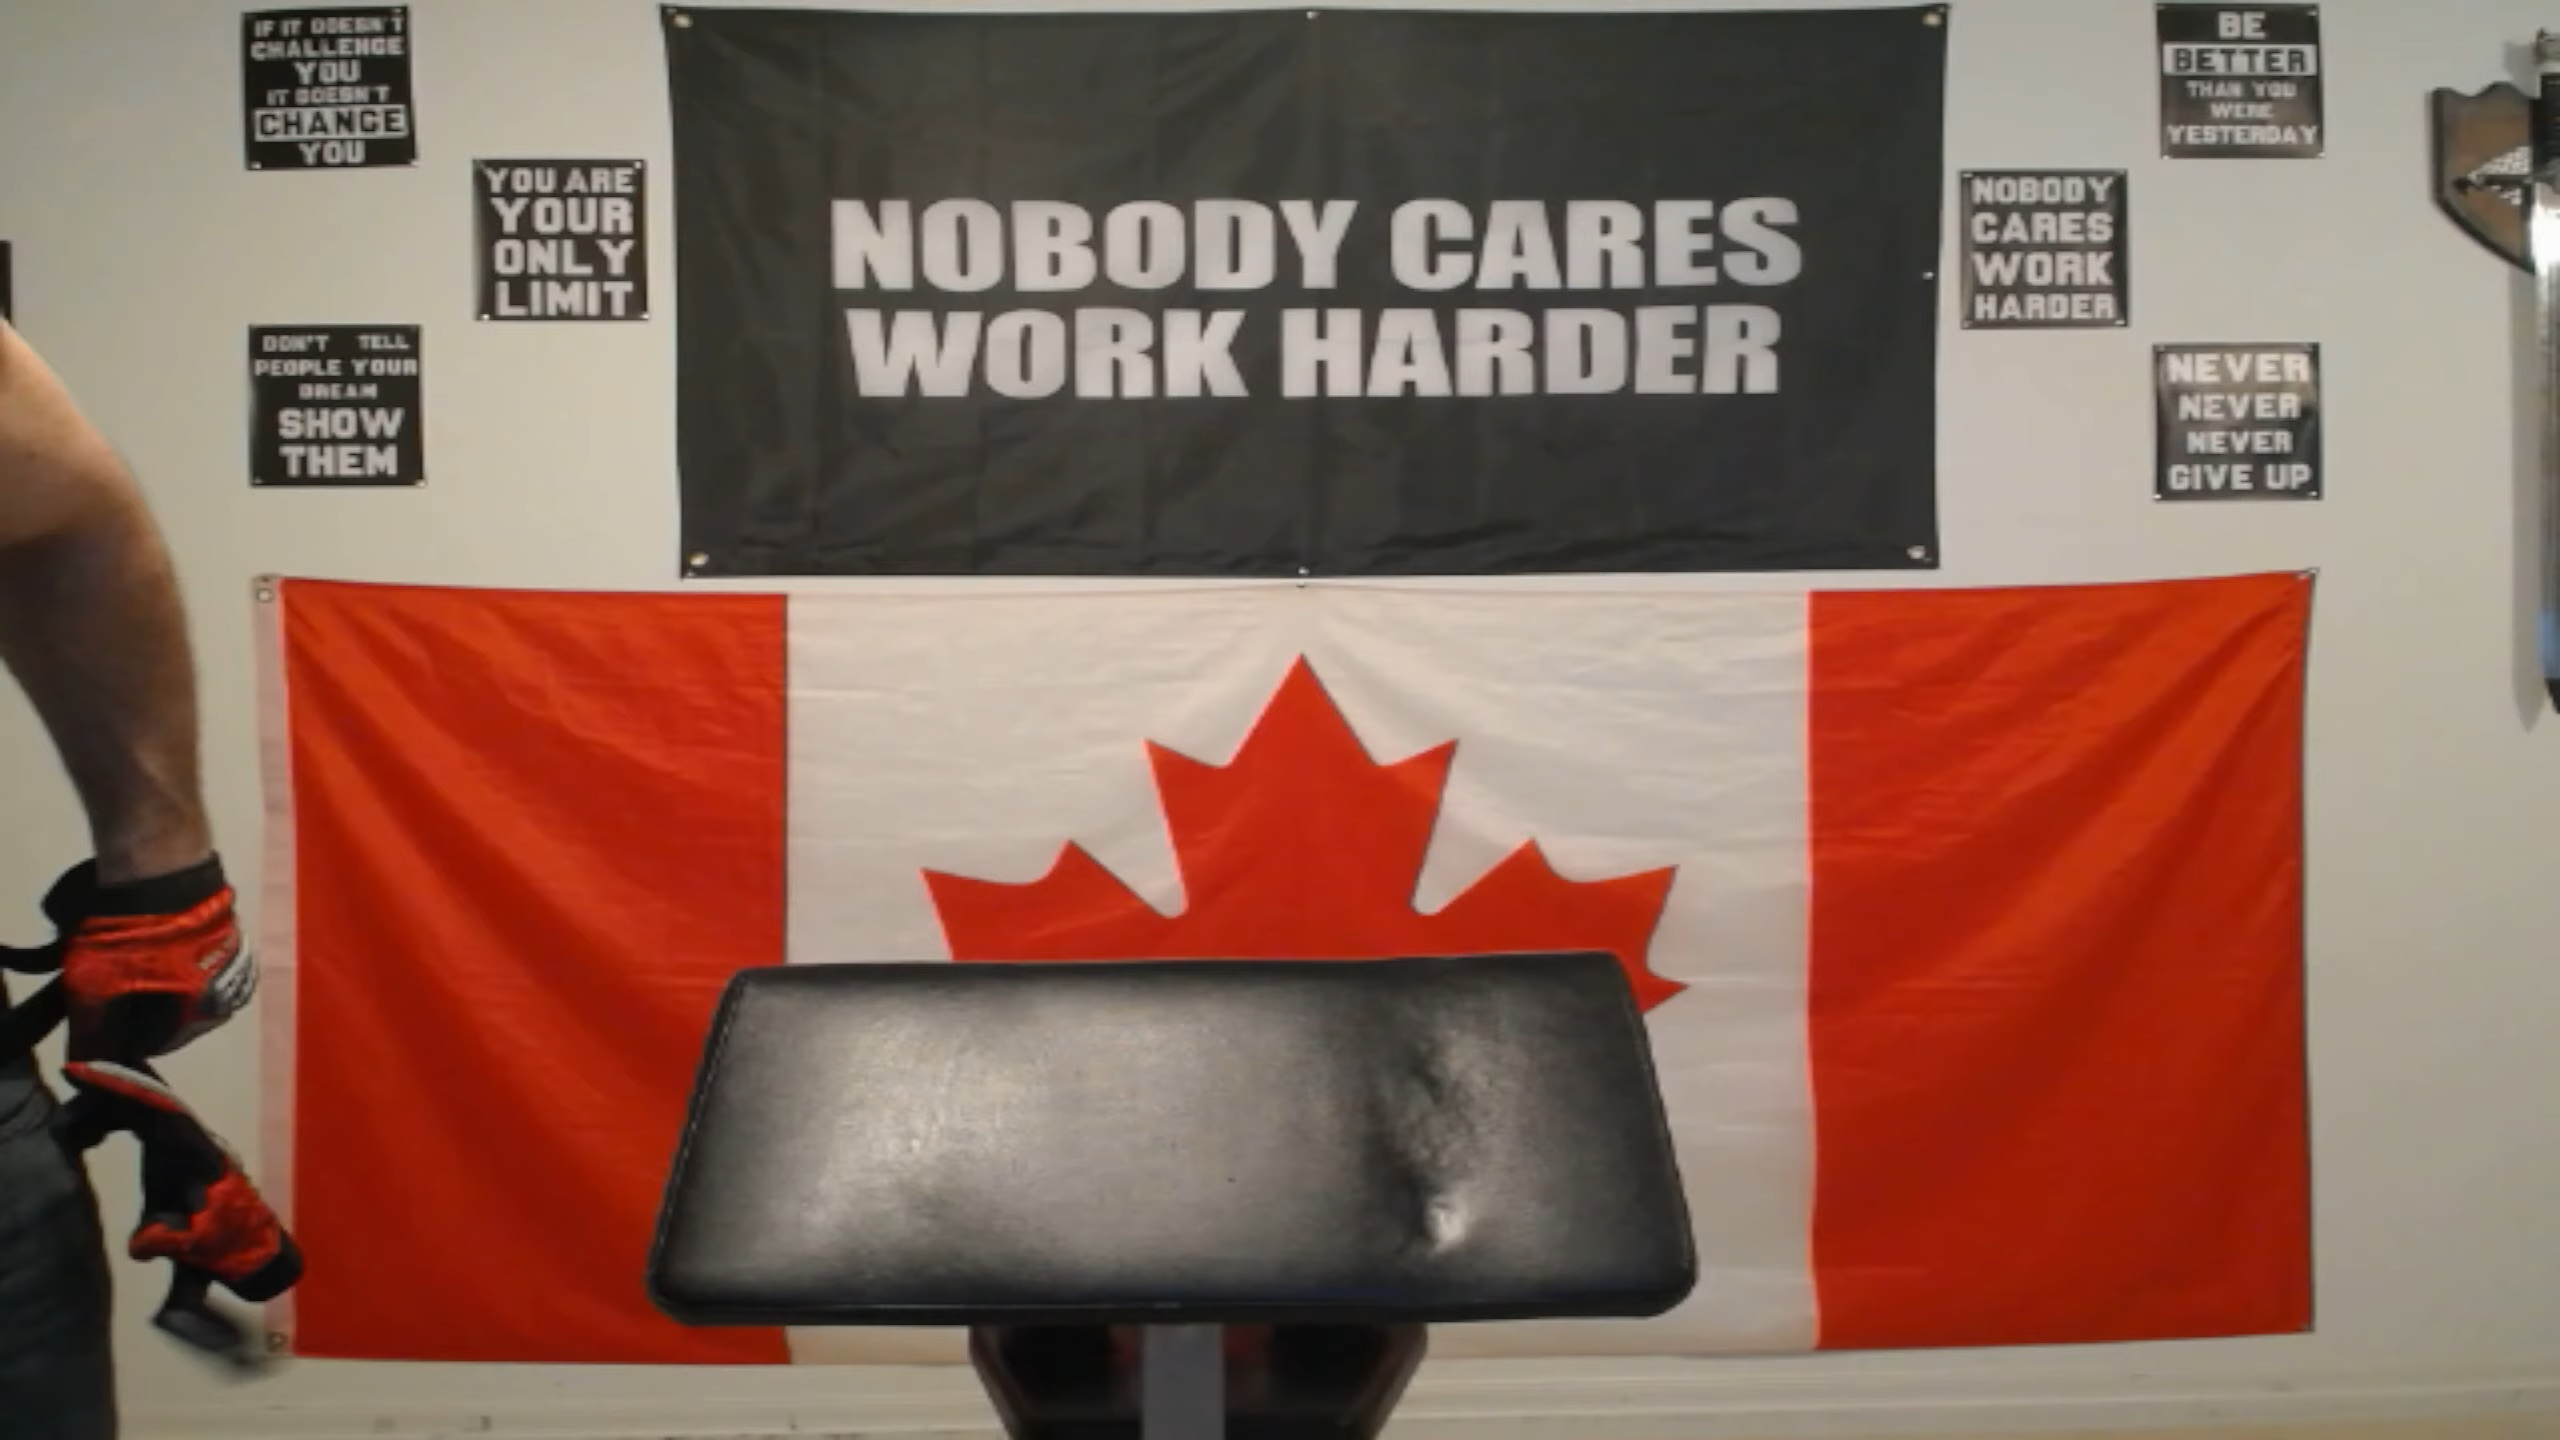 IF IT DOESN'T
CHALLENGE
YOU
IT DOESN'T
CHANGE
YOU
YOU ARE
YOUR
ONLY
LIMIT
DON'T TELL
PEOPLE YOUR
DREAM
SHOW
THEM
NOBODY CARES
WORK HARDER
BE
BETTER
THAN YOU
WERE
YESTERDAY
NOBODY
CARES
WORK
HARDER
NEVER
NEVER
NEVER
GIVE UP